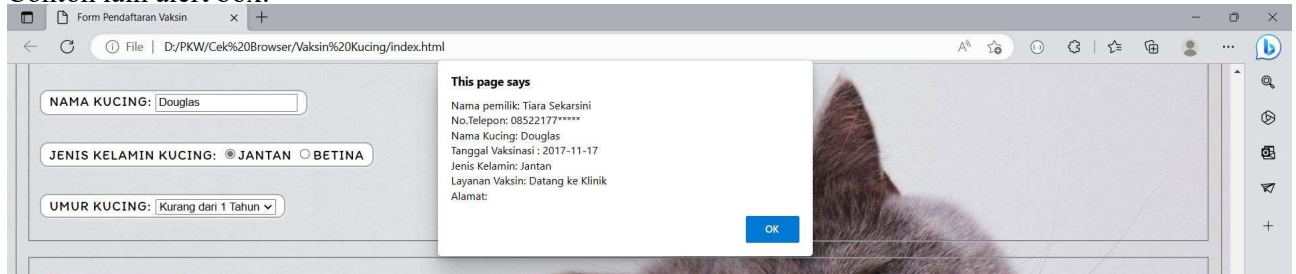 Form Pendaftaran Vaksin
File | D:/PKW/Cek%20Browser/Vaksin%20Kucing/index.html
This page says
Nama pemilik: Tiara Sekarsini
No.Telepon: 08522177*****
Nama Kucing: Douglas
Tanggal Vaksinasi : 2017-11-17
Jenis Kelamin: Jantan
Layanan Vaksin: Datang ke Klinik
Alamat:
OK
NAMA KUCING: Douglas
JENIS KELAMIN KUCING: JANTAN BETINA
UMUR KUCING: Kurang dari 1 Tahun